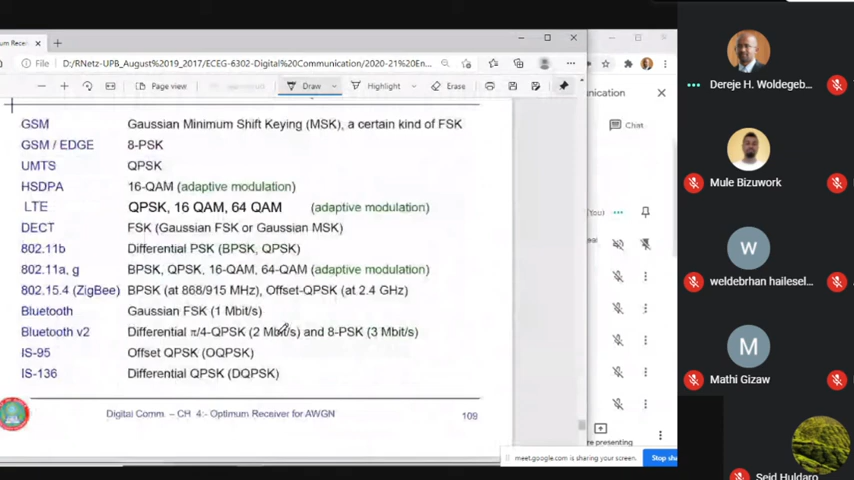 um Receiver
File
D:/RNetz-UPB_August%2019_2017/ECEG-6302-Digital%20Communication/2020-21%20En...
Page view
Draw
Highlight
Erase
GSM Gaussian Minimum Shift Keying (MSK), a certain kind of FSK
GSM / EDGE 8-PSK
UMTS QPSK
HSDPA 16-QAM (adaptive modulation)
LTE QPSK, 16 QAM, 64 QAM (adaptive modulation)
DECT FSK (Gaussian FSK or Gaussian MSK)
802.11b Differential PSK (BPSK, QPSK)
802.11a, g BPSK, QPSK, 16-QAM, 64-QAM (adaptive modulation)
802.15.4 (ZigBee) BPSK (at 868/915 MHz), Offset-QPSK (at 2.4 GHz)
Bluetooth Gaussian FSK (1 Mbit/s)
Bluetooth v2 Differential π/4-QPSK (2 Mbit/s) and 8-PSK (3 Mbit/s)
IS-95 Offset QPSK (OQPSK)
IS-136 Differential QPSK (DQPSK)
Digital Comm. – CH 4:- Optimum Receiver for AWGN 109
unication
Chat
(You)
re presenting
meet.google.com is sharing your screen.
Stop sha
Dereje H. Woldegeb...
Mule Bizuwork
W
weldebrhan hailesel...
M
Mathi Gizaw
Seid Huldaro